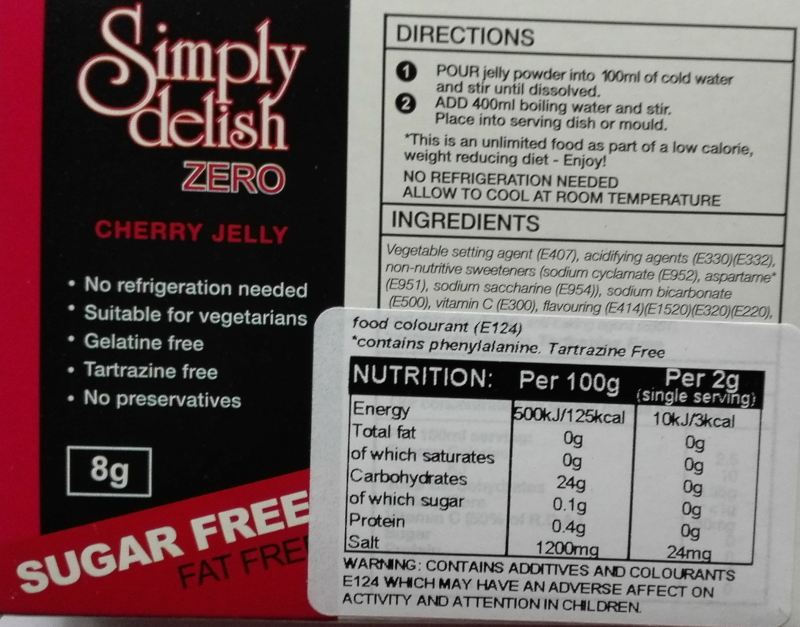 Simply
delish
ZERO
CHERRY JELLY
• No refrigeration needed
• Suitable for vegetarians
• Gelatine free
• Tartrazine free
• No preservatives
8g
SUGAR FREE
FAT FREE
DIRECTIONS
1 POUR jelly powder into 100ml of cold water
and stir until dissolved.
2 ADD 400ml boiling water and stir.
Place into serving dish or mould.
*This is an unlimited food as part of a low calorie,
weight reducing diet - Enjoy!
NO REFRIGERATION NEEDED
ALLOW TO COOL AT ROOM TEMPERATURE
INGREDIENTS
Vegetable setting agent (E407), acidifying agents (E330)(E332),
non-nutritive sweeteners (sodium cyclamate (E952), aspartame*
(E951), sodium saccharine (E954)), sodium bicarbonate
(E500), vitamin C (E300), flavouring (E414)(E1520)(E320)(E220),
food colourant (E124)
*contains phenylalanine. Tartrazine Free
NUTRITION: Per 100g Per 2g
(single serving)
Energy 500kJ/125kcal 10kJ/3kcal
Total fat 0g 0g
of which saturates 0g 0g
Carbohydrates 24g 0g
of which sugar 0.1g 0g
Protein 0.4g 0g
Salt 1200mg 24mg
WARNING: CONTAINS ADDITIVES AND COLOURANTS
E124 WHICH MAY HAVE AN ADVERSE AFFECT ON
ACTIVITY AND ATTENTION IN CHILDREN.